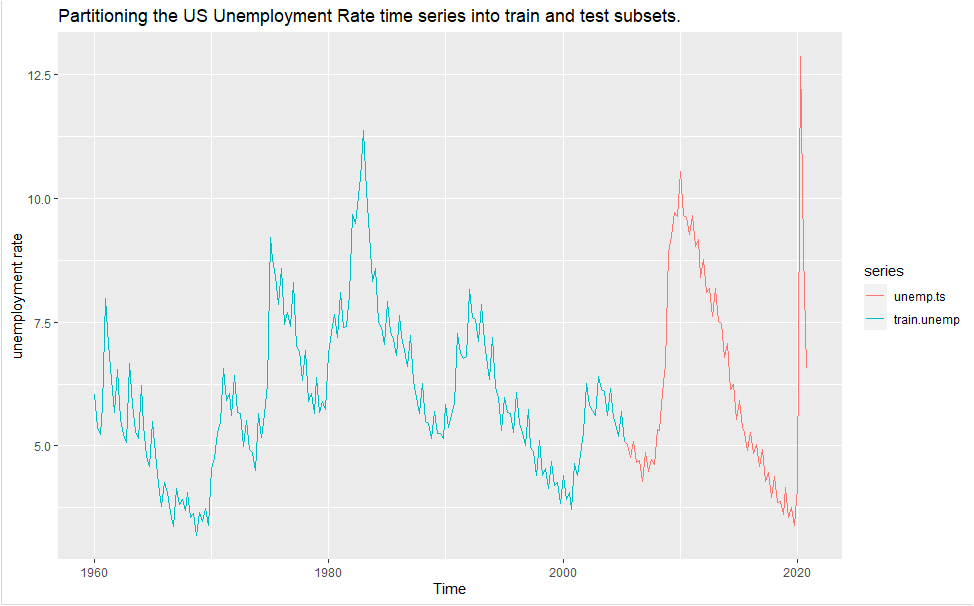 Partitioning the US Unemployment Rate time series into train and test subsets.
12.5
10.0
7.5
5.0
unemployment rate
1960
1980
2000
2020
Time
series
unemp.ts
train.unemp